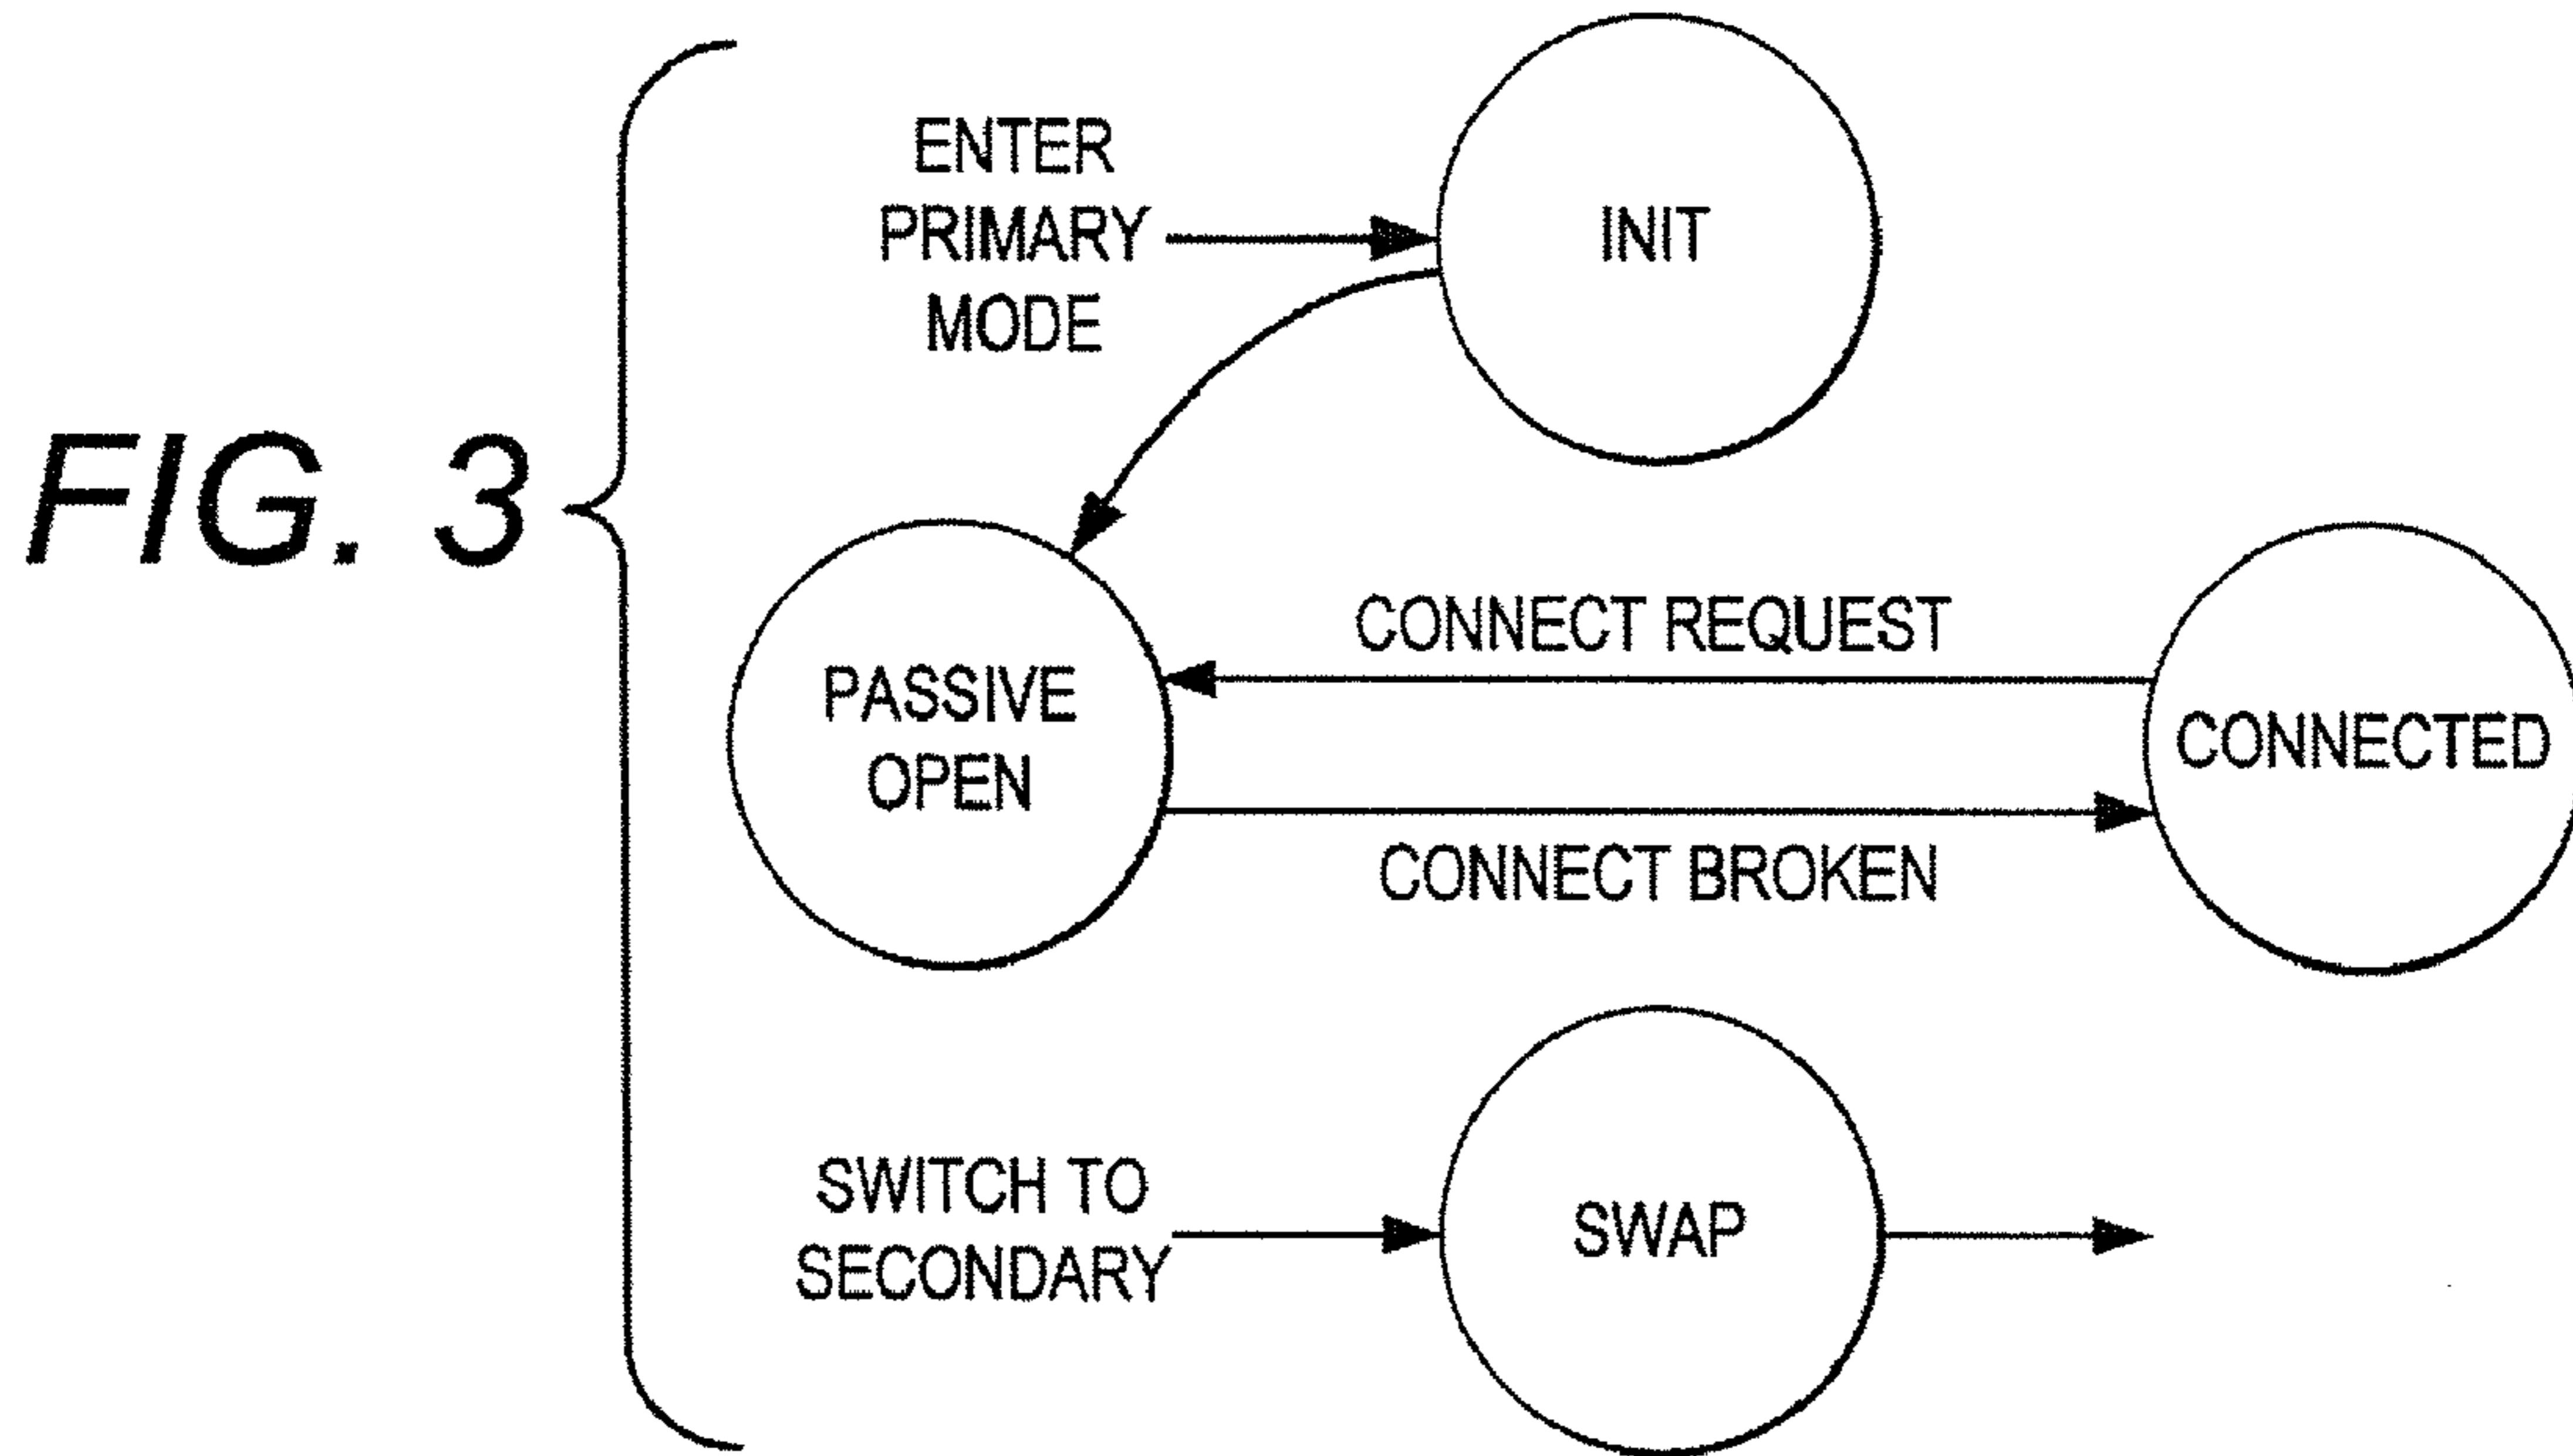 FIG. 3
ENTER
PRIMARY
MODE
INIT
PASSIVE
OPEN
CONNECT REQUEST
CONNECTED
CONNECT BROKEN
SWITCH TO
SECONDARY
SWAP